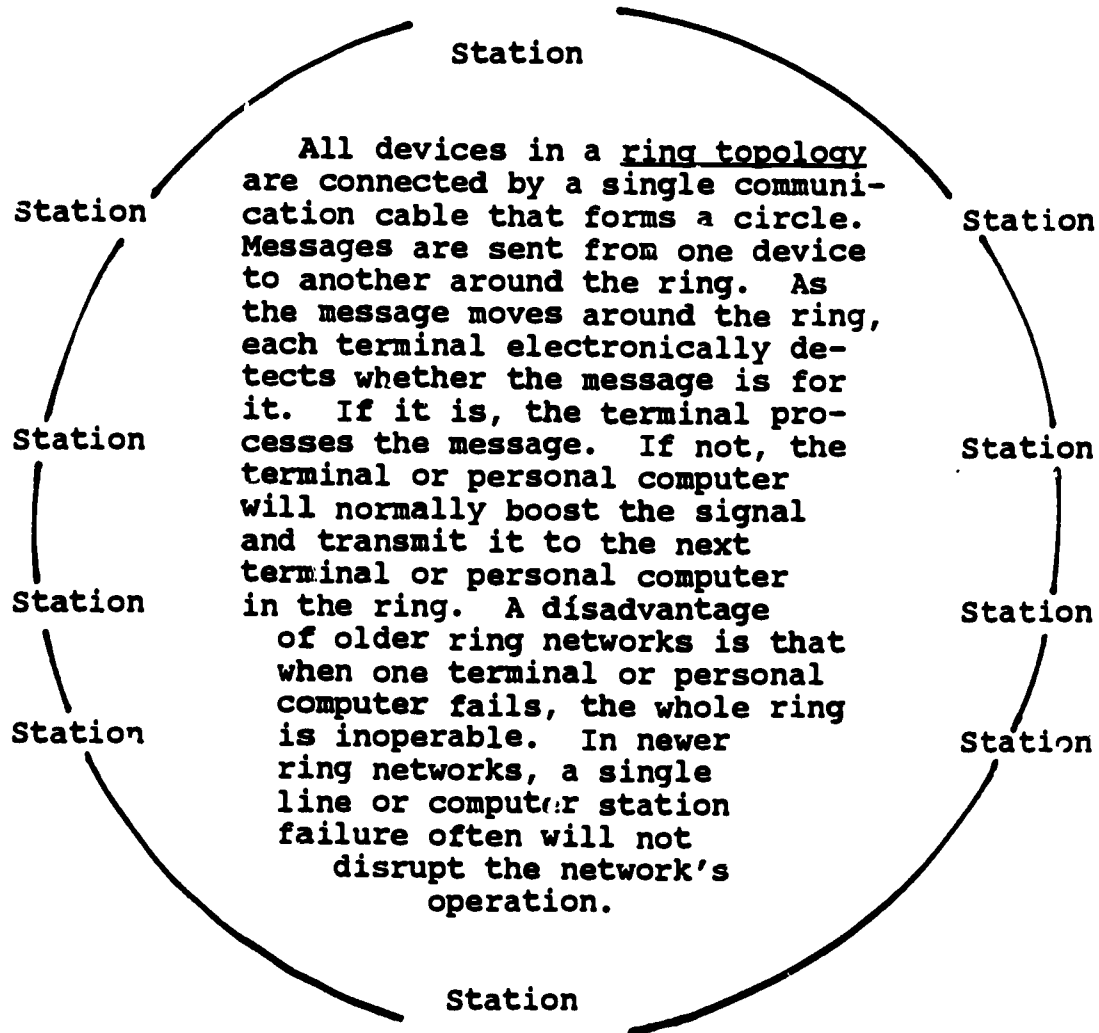 Station
All devices in a ring topology
are connected by a single communi-
Station
cation cable that forms a circle.
Station
Messages are sent from one device
to another around the ring. As
the message moves around the ring,
each terminal electronically de-
tects whether the message is for
it. If it is, the terminal pro-
Station
cesses the message. If not, the
Station
terminal or personal computer
will normally boost the signal
and transmit it to the next
terminal or personal computer
Station
in the ring. A disadvantage
Station
of older ring networks is that
when one terminal or personal
computer fails, the whole ring
Station
is inoperable. In newer
Station
ring networks, a single
line or computer station
failure often will not
disrupt the network's
operation.
Station